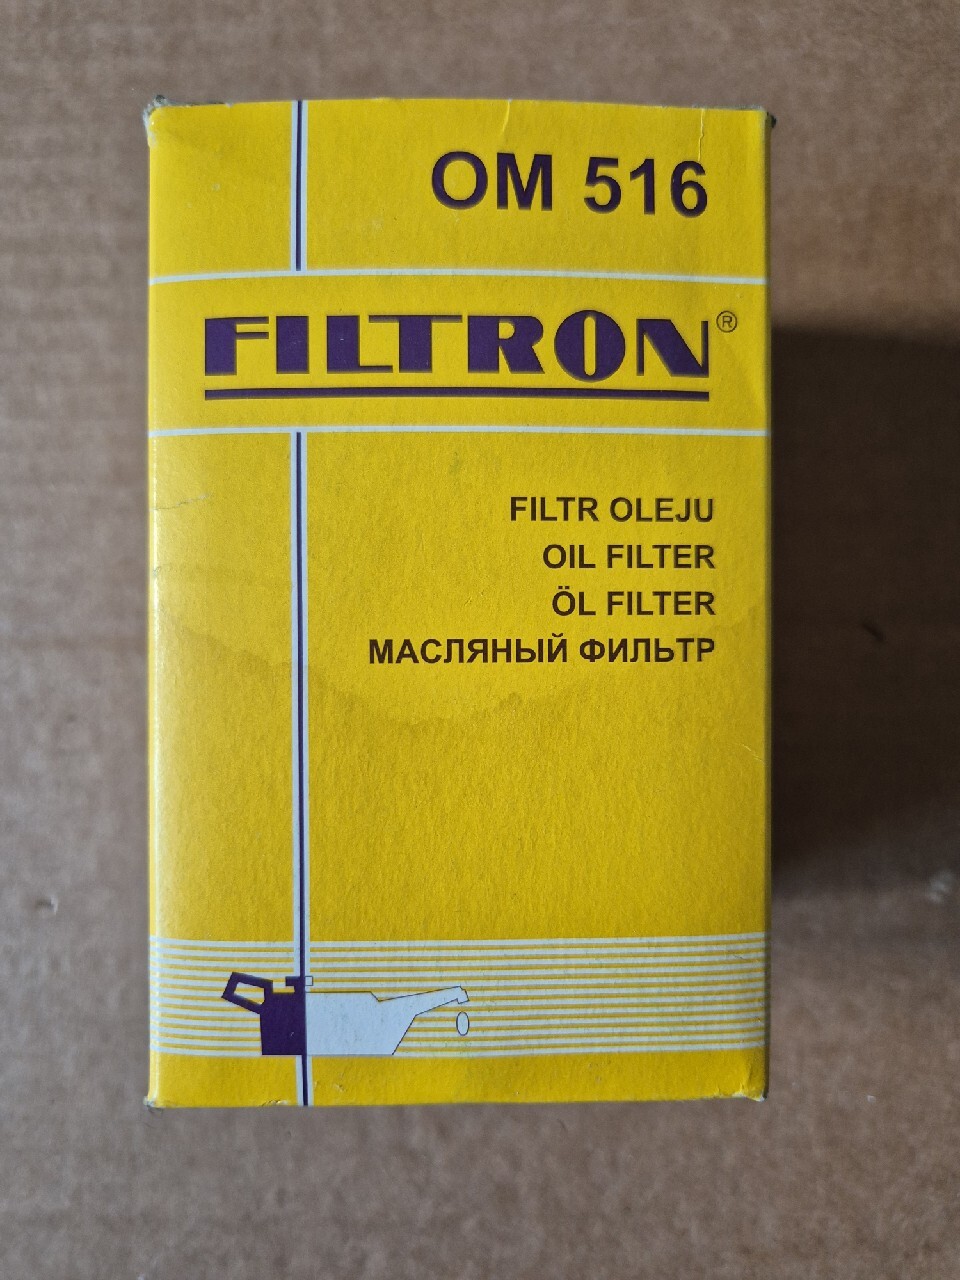 OM 516
FILTRON®
FILTR OLEJU
OIL FILTER
ÖL FILTER
МАСЛЯНЫЙ ФИЛЬТР